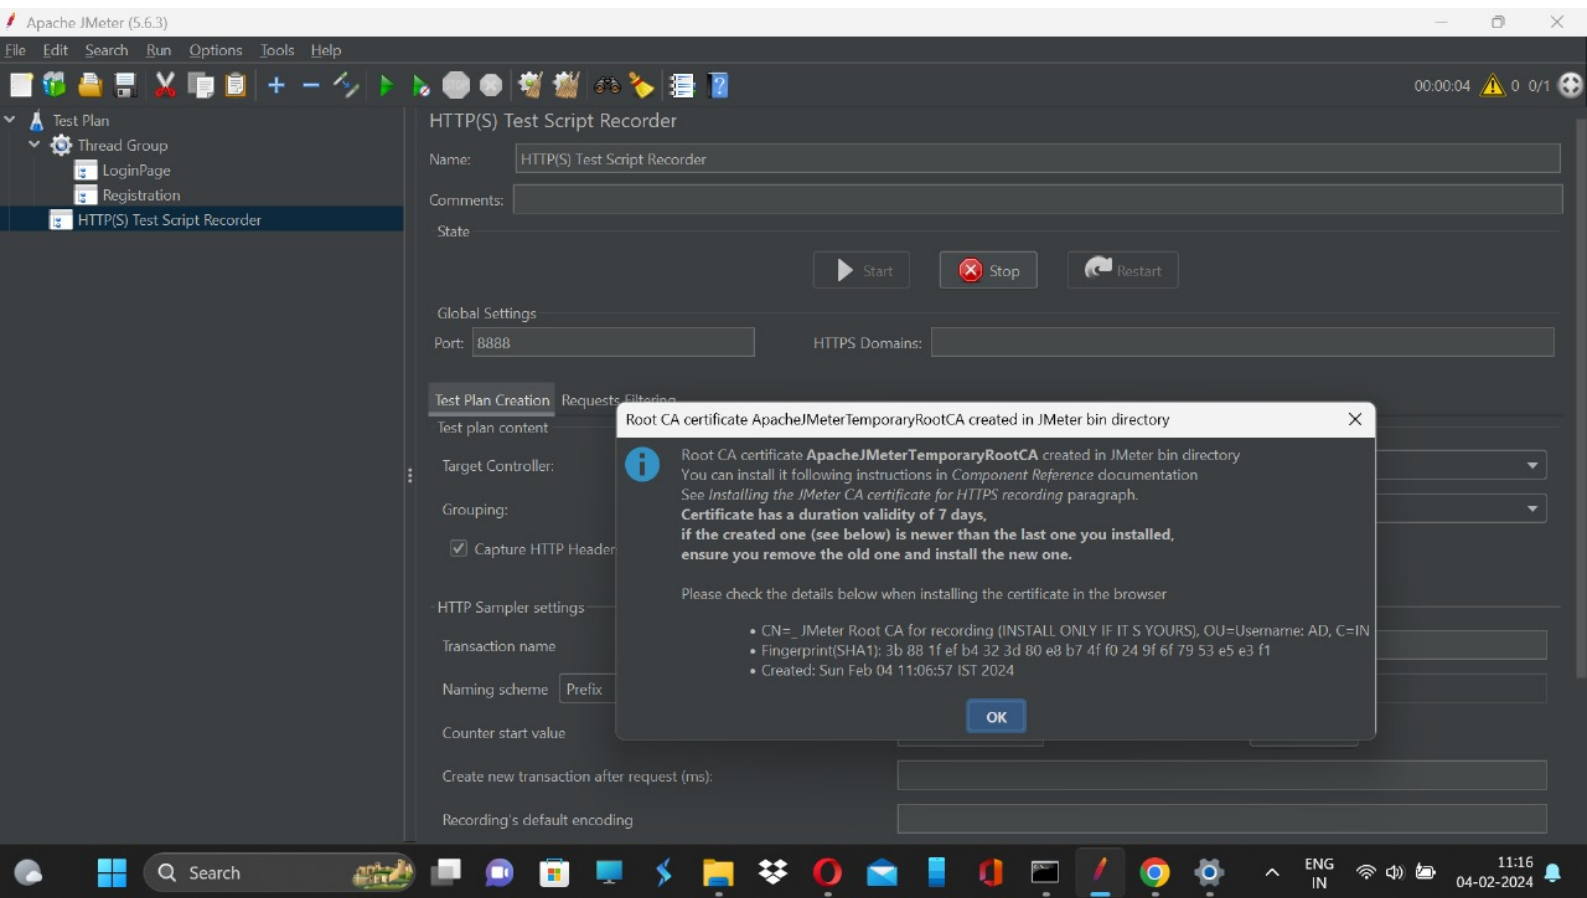 Apache JMeter (5.6.3)
File Edit Search Run Options Tools Help
00:00:04 0 0/1
Test Plan
Thread Group
LoginPage
Registration
HTTP(S) Test Script Recorder
HTTP(S) Test Script Recorder
Name: HTTP(S) Test Script Recorder
Comments:
State
Start Stop Restart
Global Settings
Port: 8888 HTTPS Domains:
Test Plan Creation Requests Filtering
Test plan content
Target Controller:
Grouping:
Capture HTTP Header
HTTP Sampler settings
Transaction name
Naming scheme Prefix
Counter start value
Create new transaction after request (ms):
Recording's default encoding
Root CA certificate ApacheJMeterTemporaryRootCA created in JMeter bin directory
Root CA certificate ApacheJMeterTemporaryRootCA created in JMeter bin directory
You can install it following instructions in Component Reference documentation
See Installing the JMeter CA certificate for HTTPS recording paragraph.
Certificate has a duration validity of 7 days,
if the created one (see below) is newer than the last one you installed,
ensure you remove the old one and install the new one.
Please check the details below when installing the certificate in the browser
• CN=_ JMeter Root CA for recording (INSTALL ONLY IF IT S YOURS), OU=Username: AD, C=IN
• Fingerprint(SHA1): 3b 88 1f ef b4 32 3d 80 e8 b7 4f f0 24 9f 6f 79 53 e5 e3 f1
• Created: Sun Feb 04 11:06:57 IST 2024
OK
Search
ENG
IN
11:16
04-02-2024